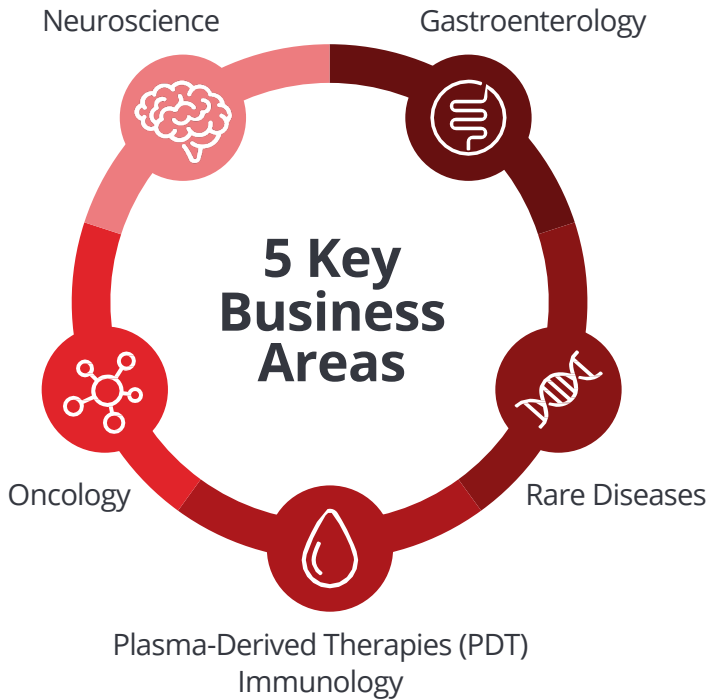 Neuroscience
Gastroenterology
5 Key
Business
Areas
Oncology
Rare Diseases
Plasma-Derived Therapies (PDT)
Immunology